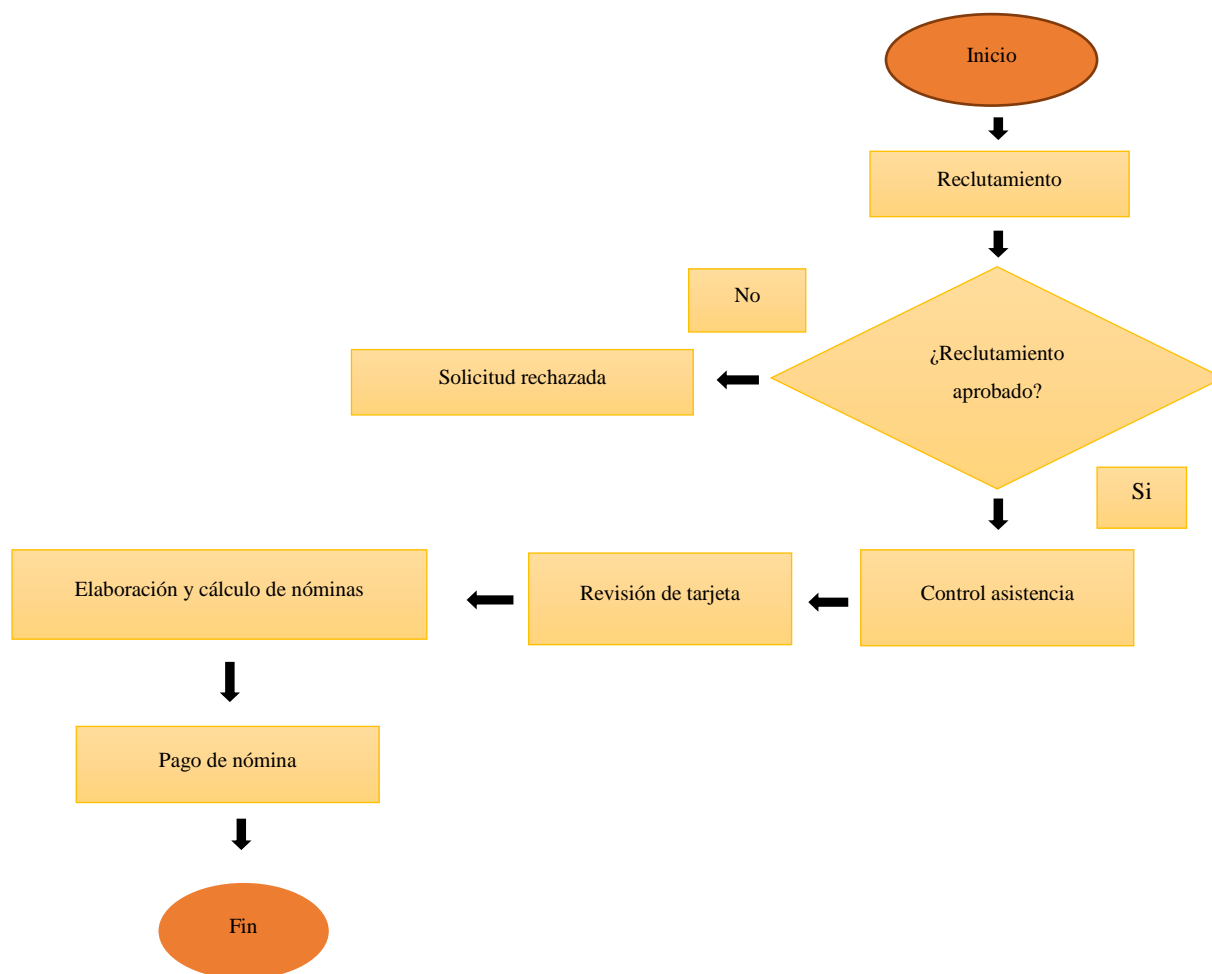 Inicio
Reclutamiento
No
¿Reclutamiento
aprobado?
Solicitud rechazada
Si
Elaboración y cálculo de nóminas
Revisión de tarjeta
Control asistencia
Pago de nómina
Fin